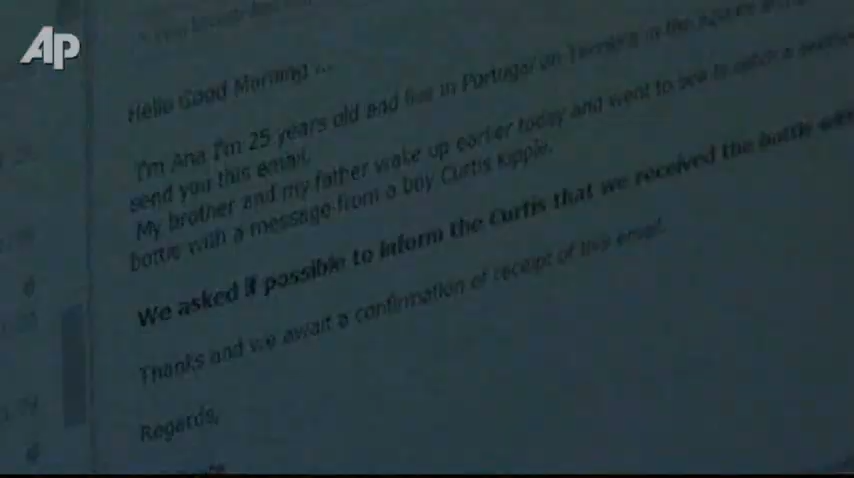 AP
Hello Good Morning ...
I'm Ana I'm 25 years old and live in Portugal on Terceira in the
send you this email.
My brother and my father wake up earlier today and went to sea to catch a
bottle with a message from a boy Curtis Kipple.
We asked if possible to inform the Curtis that we received the bottle
Thanks and we await a confirmation of receipt of this email.
Regards,